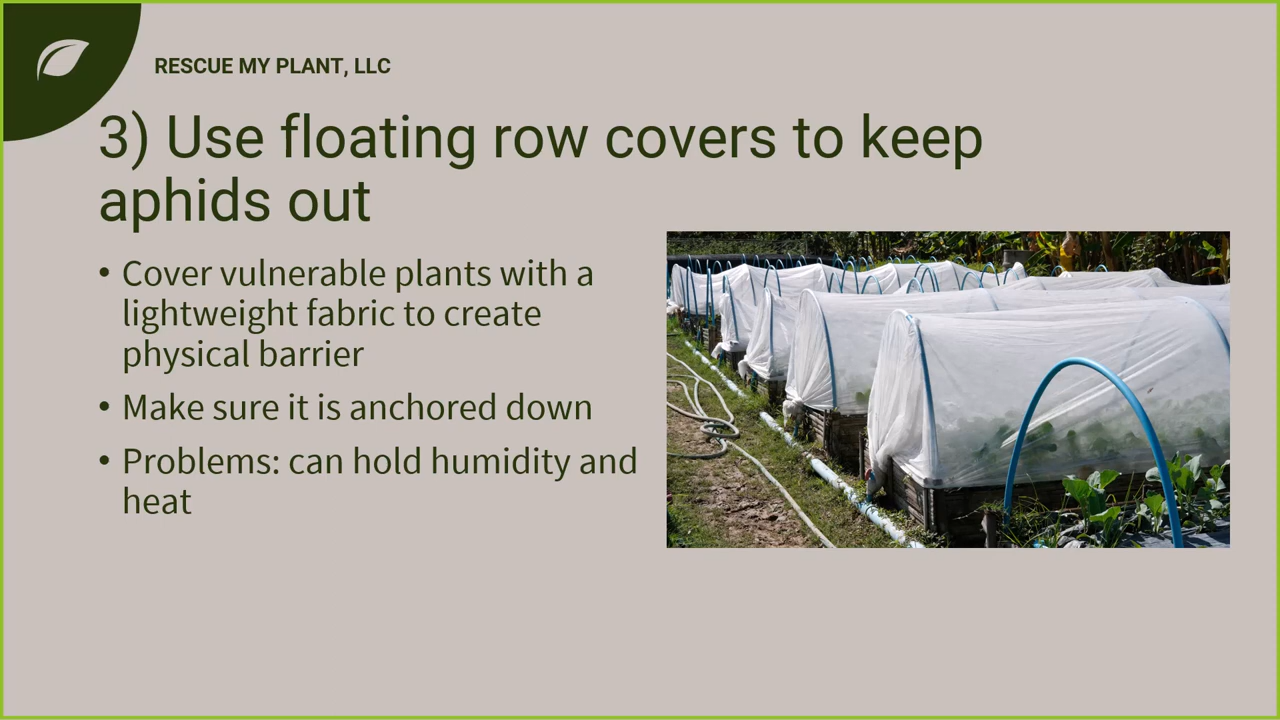 RESCUE MY PLANT, LLC
3) Use floating row covers to keep
aphids out
• Cover vulnerable plants with a
lightweight fabric to create
physical barrier
• Make sure it is anchored down
• Problems: can hold humidity and
heat